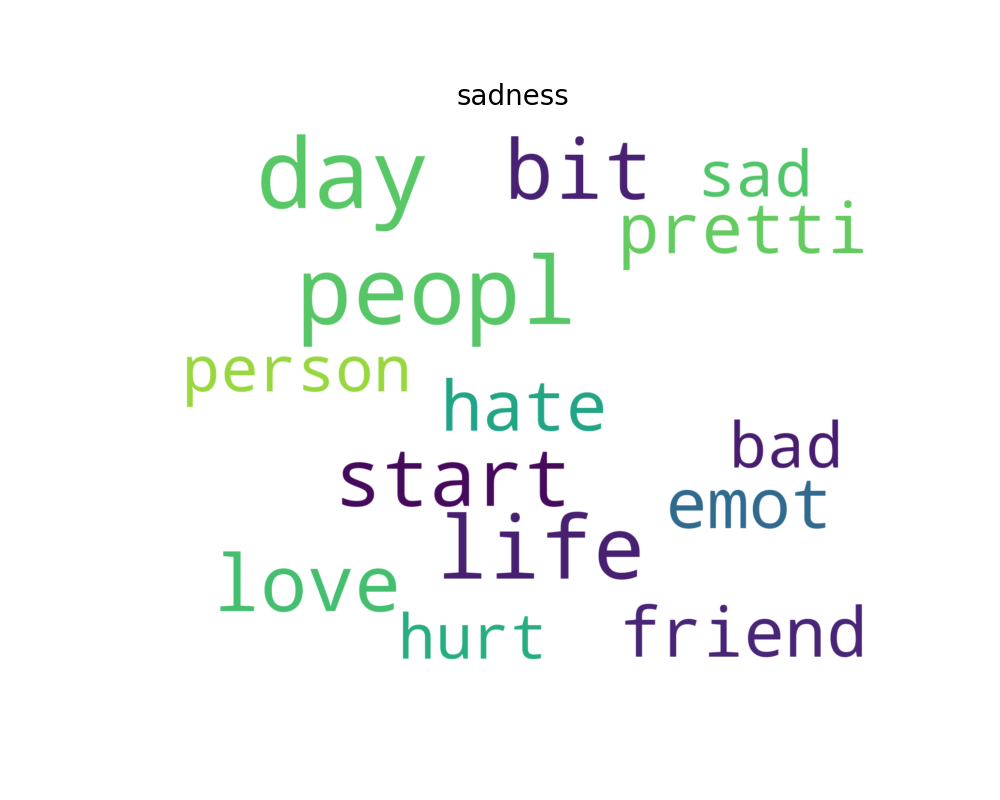 sadness
day bit sad
pretti
peopl
person
hate
bad
start
emot
life
love
hurt friend